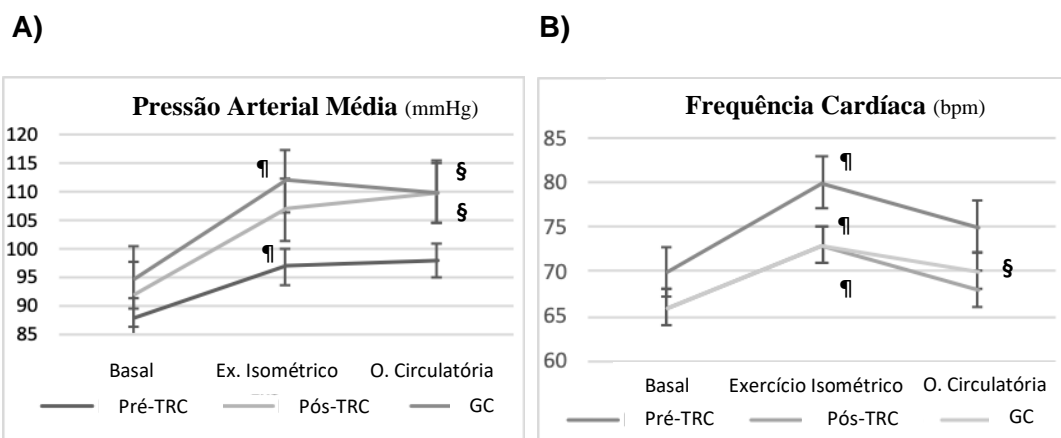 A)
Pressão Arterial Média (mmHg)
120
115
110
105
100
95
90
85
¶
¶
§
§
Basal Ex. Isométrico O. Circulatória
Pré-TRC Pós-TRC GC
B)
Frequência Cardíaca (bpm)
85
80
75
70
65
60
¶
¶
¶
§
Basal Exercício Isométrico O. Circulatória
Pré-TRC Pós-TRC GC